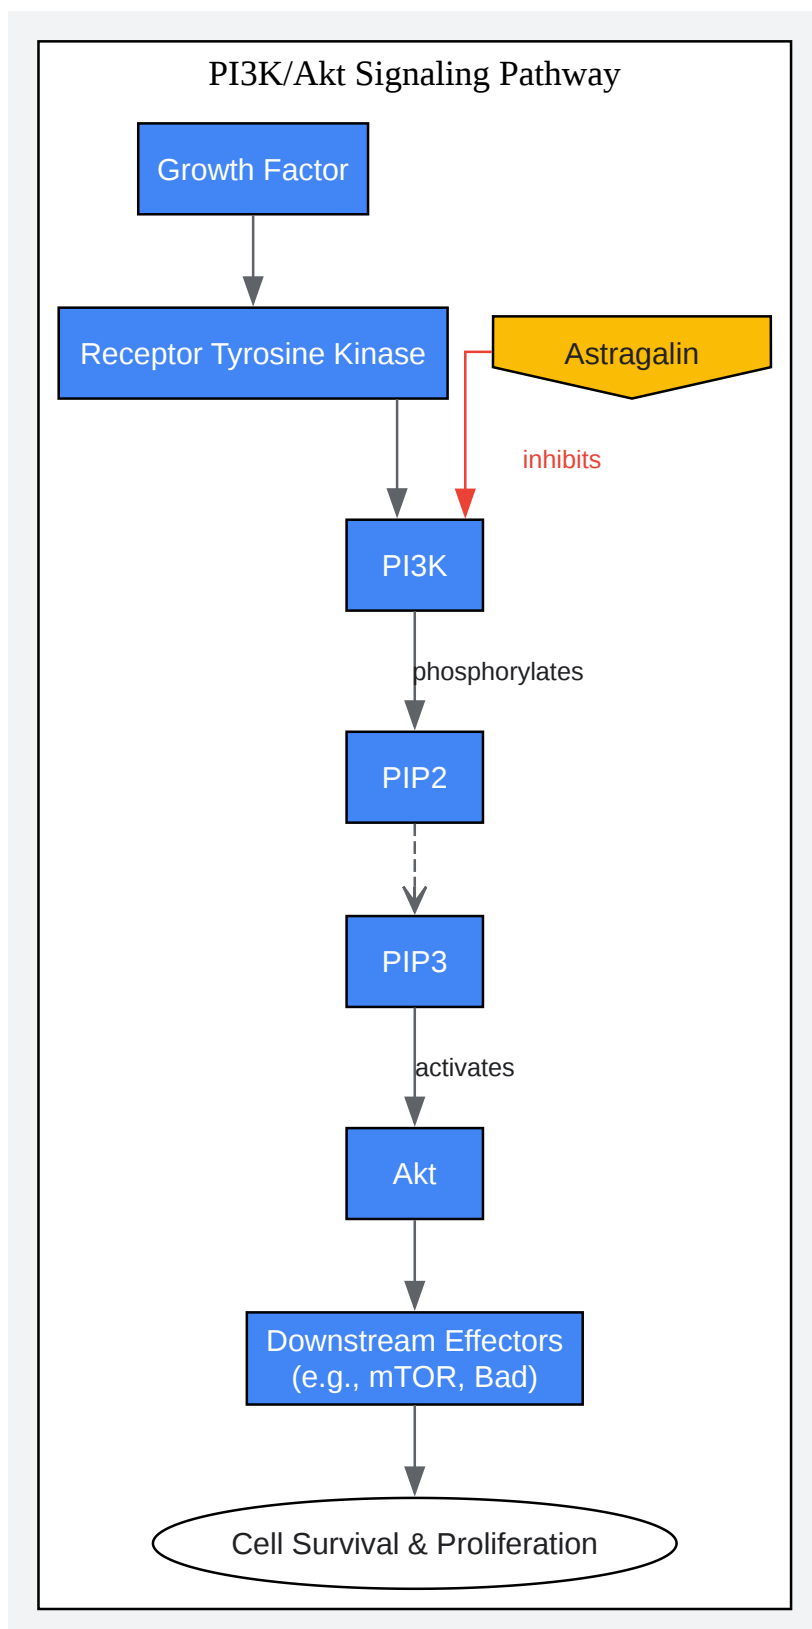 PI3K/Akt Signaling Pathway
Growth Factor
Receptor Tyrosine Kinase
Astragalin
inhibits
PI3K
phosphorylates
PIP2
PIP3
activates
Akt
Downstream Effectors
(e.g., mTOR, Bad)
Cell Survival & Proliferation